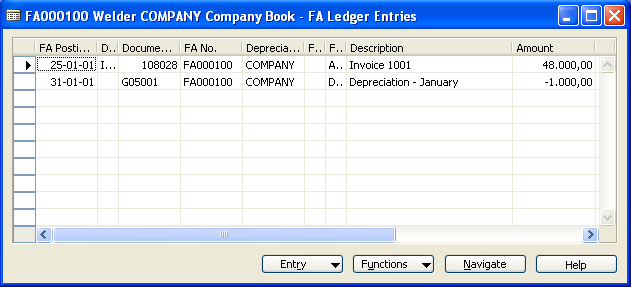 FA000100 Welder COMPANY Company Book - FA Ledger Entries
FA Posti... D... Docume... FA No. Deprecia... F... F... Description Amount
25-01-01 I... 108028 FA000100 COMPANY A... Invoice 1001 48.000,00
31-01-01 G05001 FA000100 COMPANY D... Depreciation - January -1.000,00
Entry Functions Navigate Help